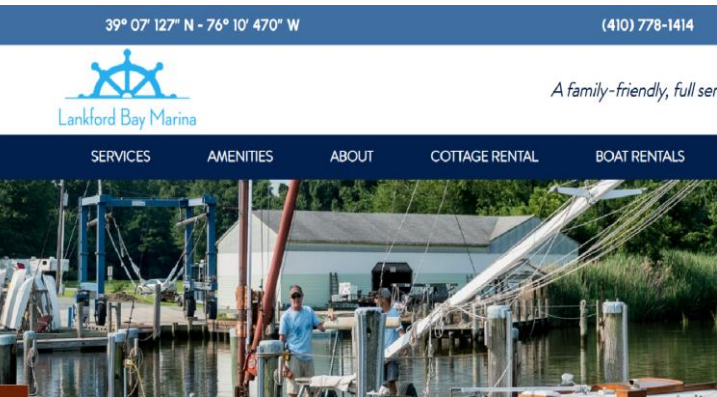 39° 07' 127" N - 76° 10' 470" W
(410) 778-1414
Lankford Bay Marina
A family-friendly, full ser
SERVICES AMENITIES ABOUT COTTAGE RENTAL BOAT RENTALS